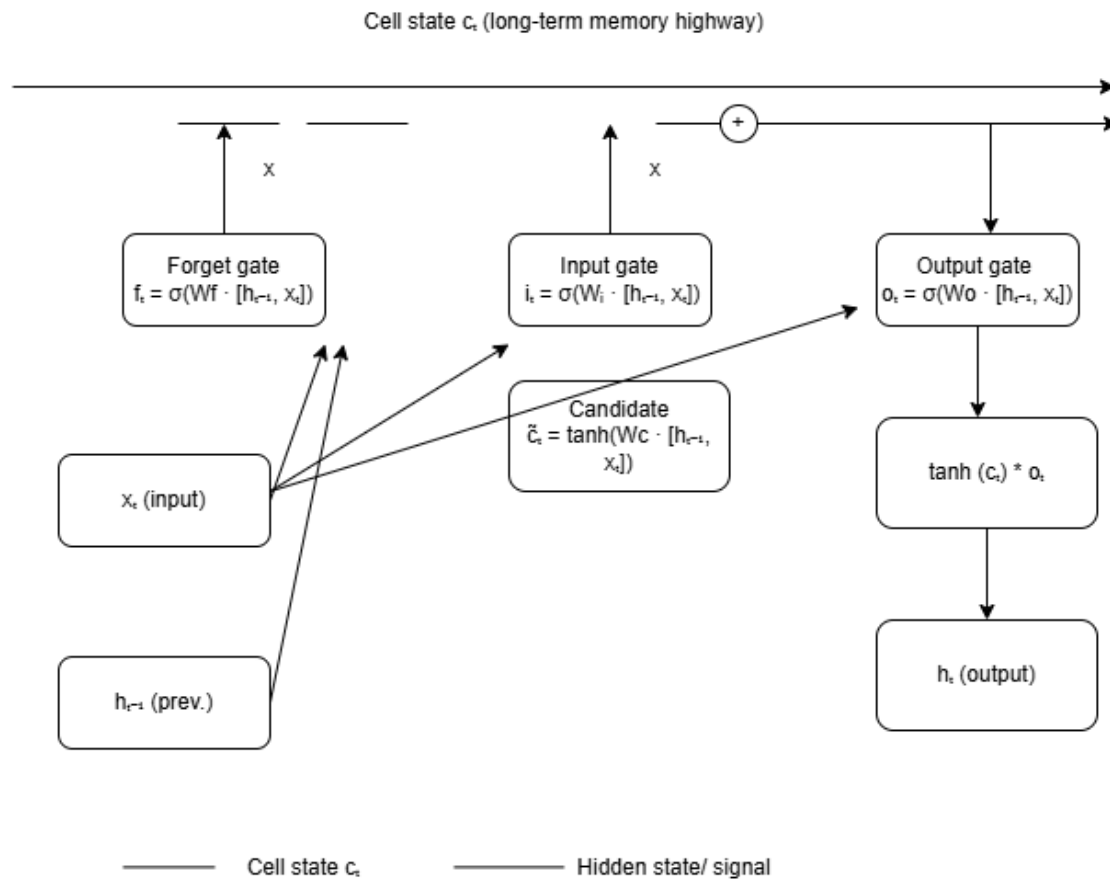 Cell state cₜ (long-term memory highway)
+
x
x
Forget gate
fₜ = σ(Wf · [hₜ₋₁, xₜ])
Input gate
iₜ = σ(Wᵢ · [hₜ₋₁, xₜ])
Output gate
oₜ = σ(Wo · [hₜ₋₁, xₜ])
Candidate
c̃ₜ = tanh(Wc · [hₜ₋₁,
xₜ])
xₜ (input)
tanh (cₜ) * oₜ
hₜ₋₁ (prev.)
hₜ (output)
Cell state cₜ
Hidden state/ signal